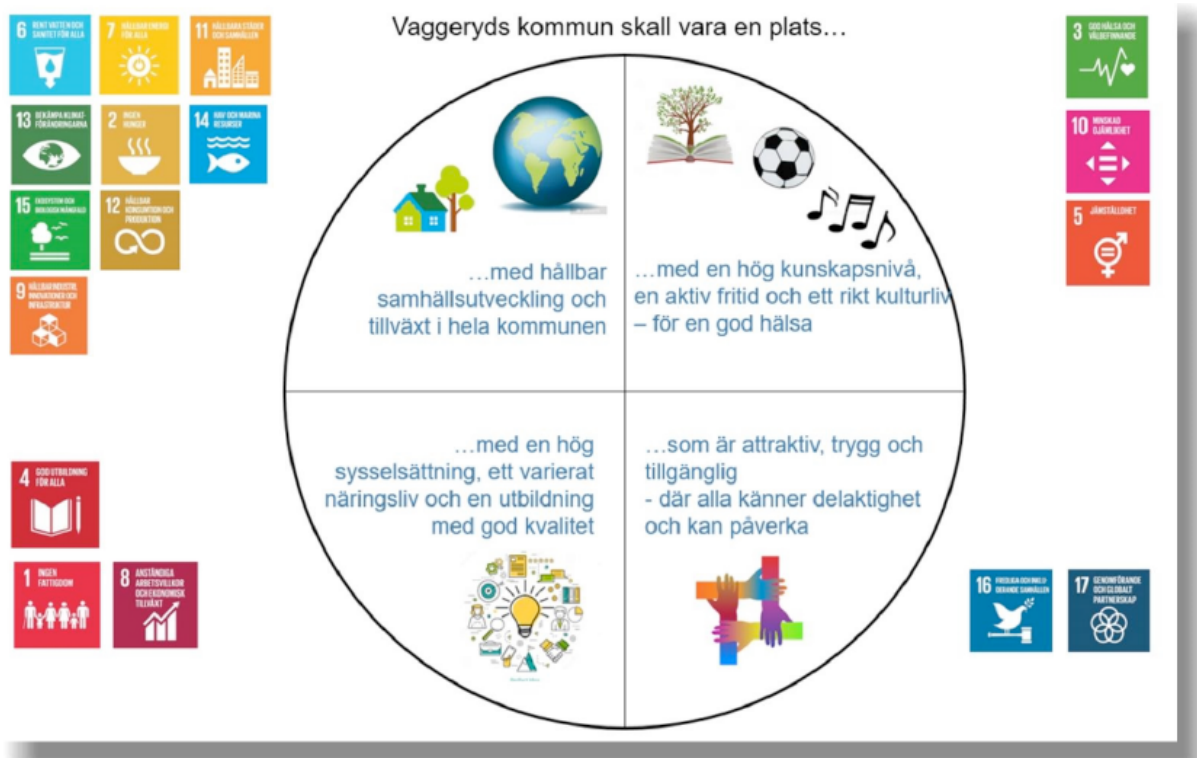 Vaggeryds kommun skall vara en plats…
6 RENT VATTEN OCH
SANITET FÖR ALLA
7 HÅLLBAR ENERGI
FÖR ALLA
11 HÅLLBARA STÄDER
OCH SAMHÄLLEN
13 BEKÄMPA KLIMAT-
FÖRÄNDRINGARNA
2 INGEN
HUNGER
14 HAV OCH MARINA
RESURSER
15 EKOSYSTEM OCH
BIOLOGISK MÅNGFALD
12 HÅLLBAR
KONSUMTION OCH
PRODUKTION
9 HÅLLBAR INDUSTRI,
INNOVATIONER OCH
INFRASTRUKTUR
…med hållbar
samhällsutveckling och
tillväxt i hela kommunen
…med en hög kunskapsnivå,
en aktiv fritid och ett rikt kulturliv
– för en god hälsa
3 GOD HÄLSA OCH
VÄLBEFINNANDE
10 MINSKAD
OJÄMLIKHET
5 JÄMSTÄLLDHET
4 GOD UTBILDNING
FÖR ALLA
1 INGEN
FATTIGDOM
8 ANSTÄNDIGA
ARBETSVILLKOR
OCH EKONOMISK
TILLVÄXT
…med en hög
sysselsättning, ett varierat
näringsliv och en utbildning
med god kvalitet
…som är attraktiv, trygg och
tillgänglig
- där alla känner delaktighet
och kan påverka
16 FREDLIGA OCH INKLU-
DERANDE SAMHÄLLEN
17 GENOMFÖRANDE
OCH GLOBALT
PARTNERSKAP